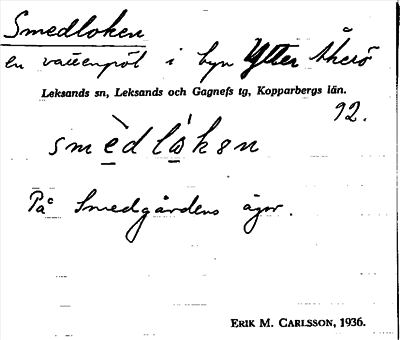 Smedloken
en vattenpöl i byn Ytter Åkerö
Leksands sn, Leksands och Gagnefs tg, Kopparbergs län.
92.
smèdlòkən
På Smedgårdens ägor.
ERIK M. CARLSSON, 1936.